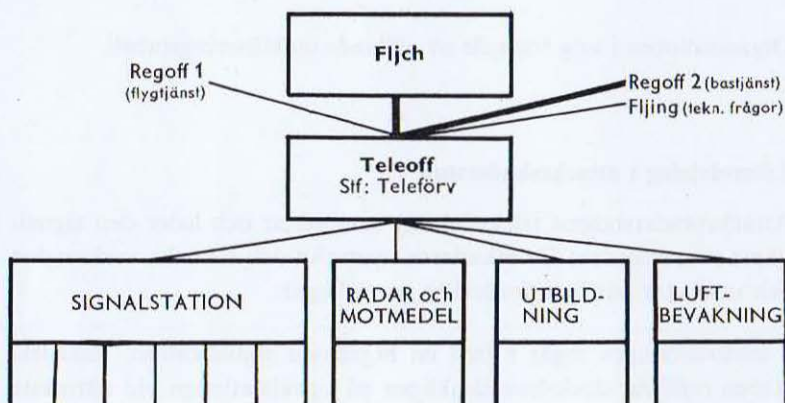 Fljch
Regoff 1
(flygtjänst)
Regoff 2 (bastjänst)
Fljing (tekn. frågor)
Teleoff
Stf: Teleförv
SIGNALSTATION
RADAR och
MOTMEDEL
UTBILD-
NING
LUFT-
BEVAKNING